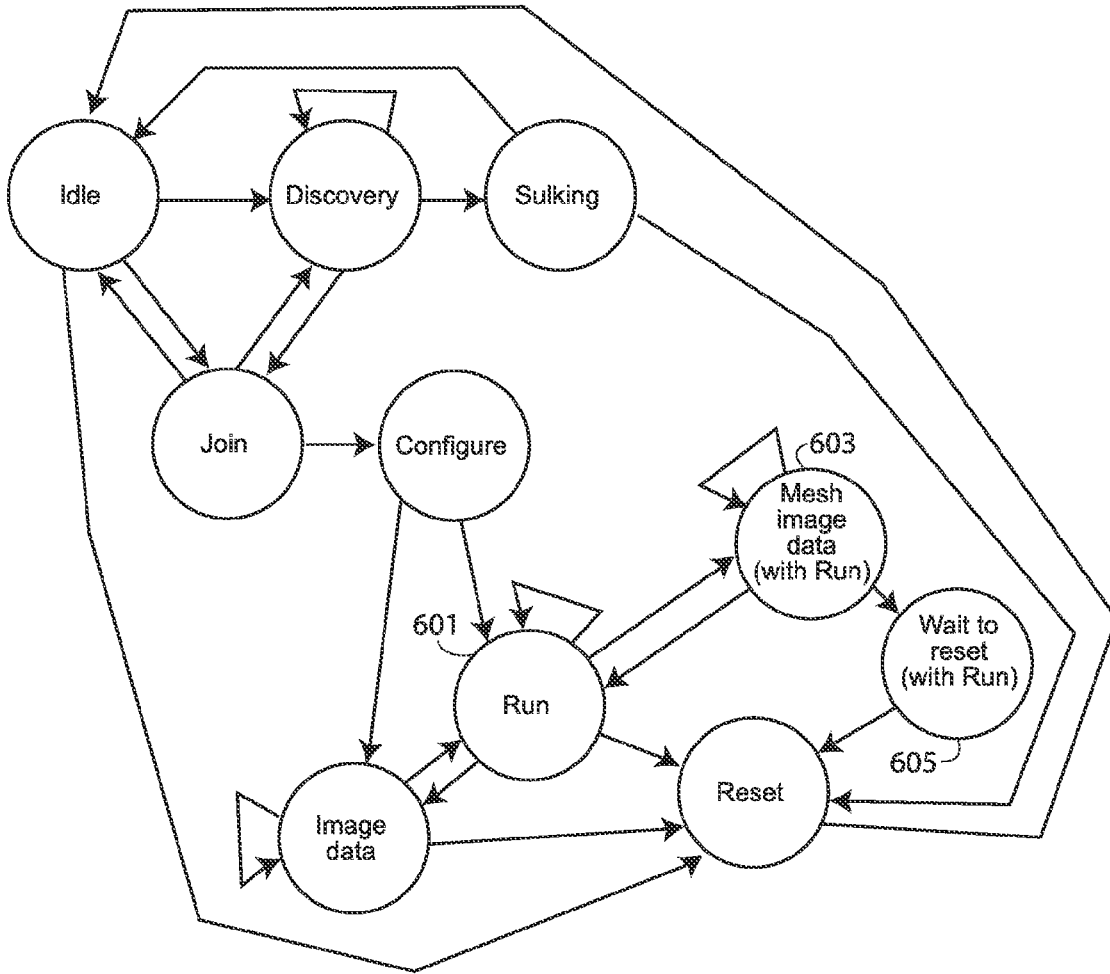 Idle
Discovery
Sulking
Join
Configure
603
Mesh
image
data
(with Run)
601
Wait to
reset
(with Run)
Run
605
Reset
Image
data